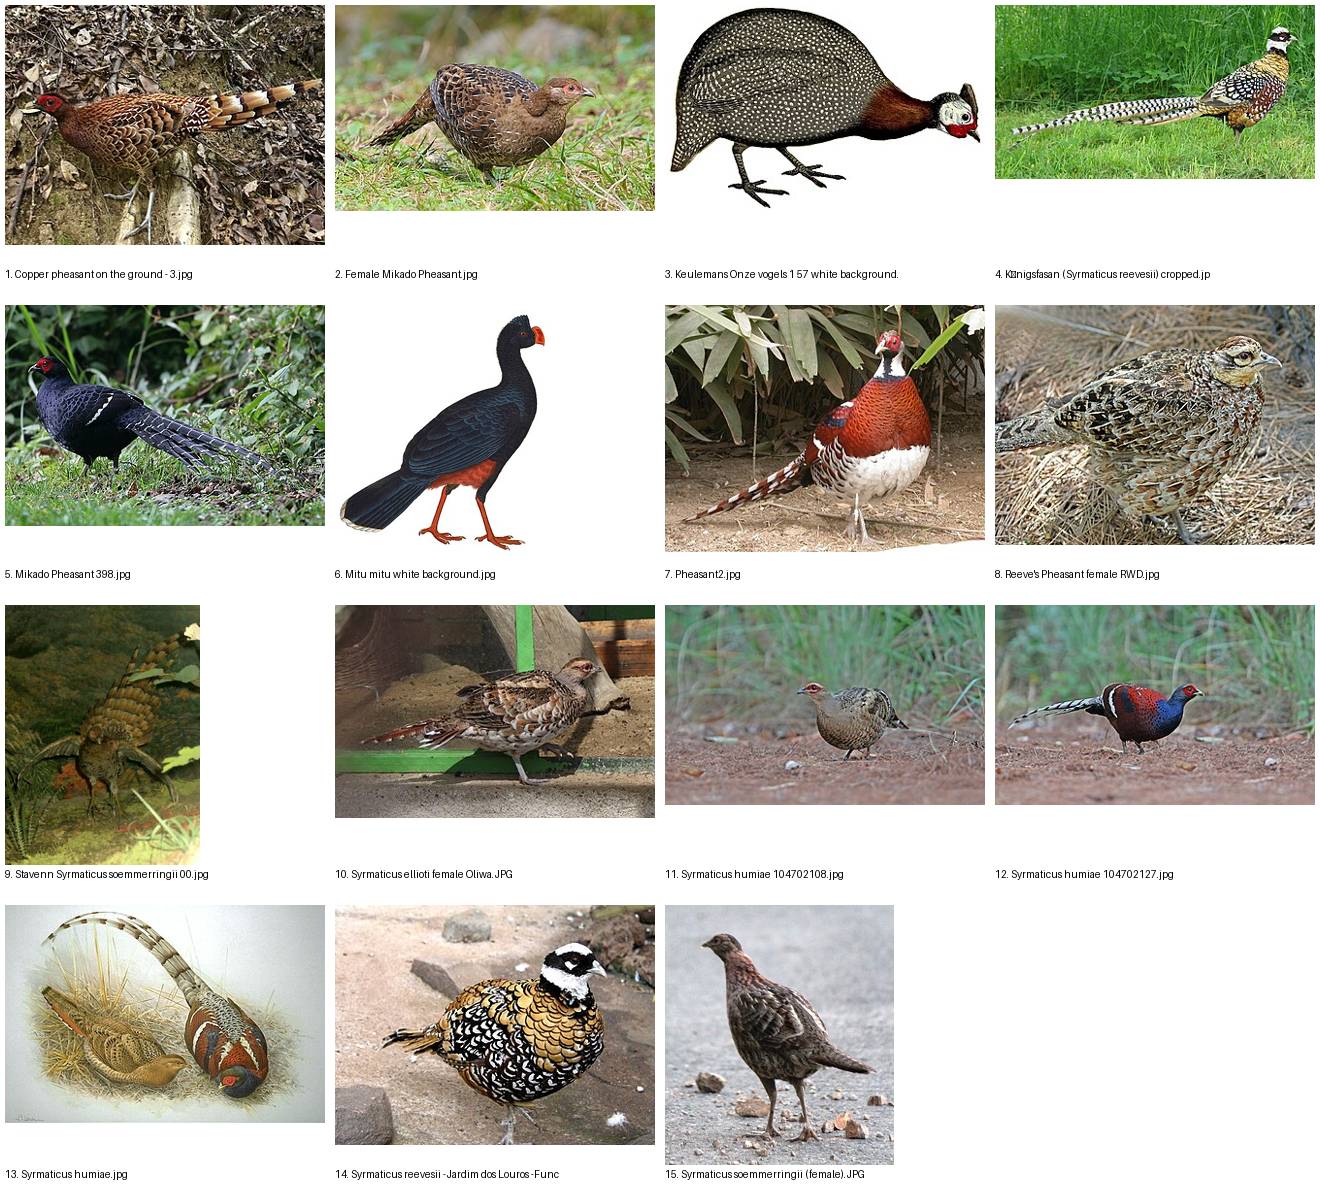 1. Copper pheasant on the ground - 3.jpg
2. Female Mikado Pheasant.jpg
3. Keulemans Onze vogels 1 57 white background.
4. K□nigsfasan (Syrmaticus reevesii) cropped.jp
5. Mikado Pheasant 398.jpg
6. Mitu mitu white background.jpg
7. Pheasant2.jpg
8. Reeve's Pheasant female RWD.jpg
9. Stavenn Syrmaticus soemmerringii 00.jpg
10. Syrmaticus ellioti female Oliwa.JPG
11. Syrmaticus humiae 104702108.jpg
12. Syrmaticus humiae 104702127.jpg
13. Syrmaticus humiae.jpg
14. Syrmaticus reevesii -Jardim dos Louros -Func
15. Syrmaticus soemmerringii (female).JPG